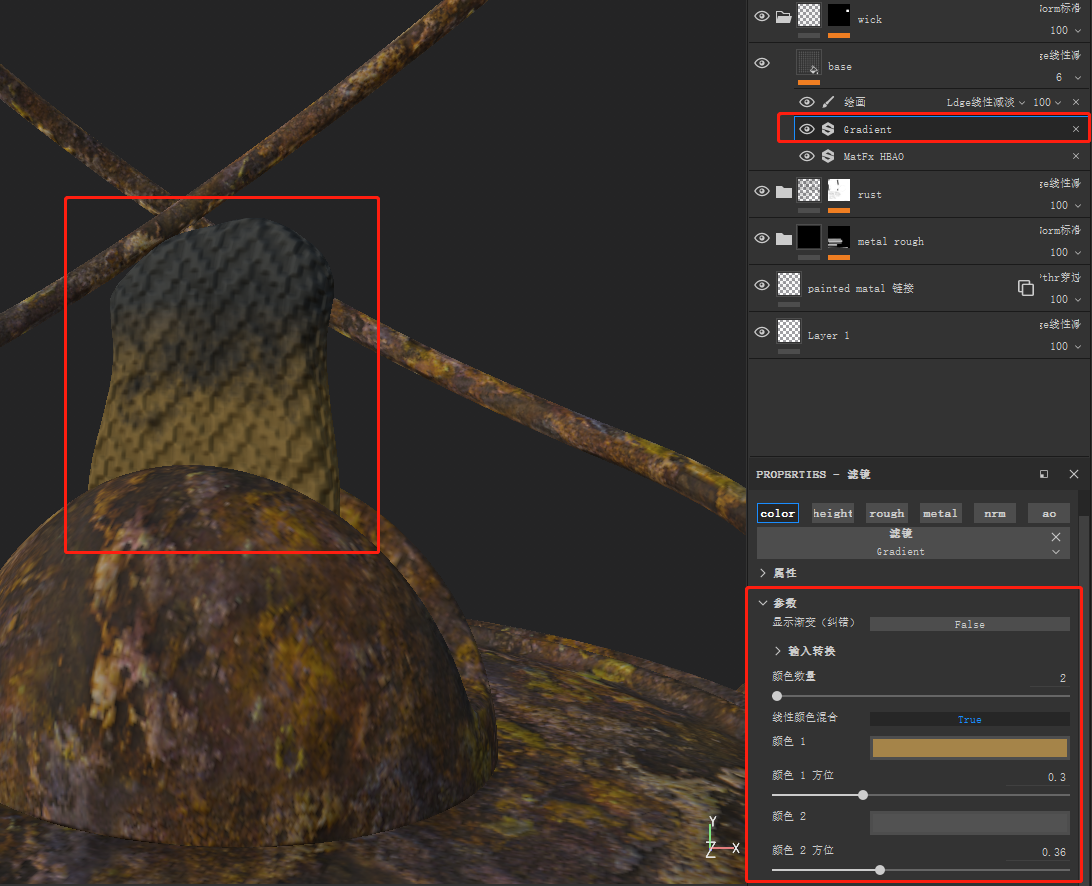 Norm标准
wick
100
dge线性减
base
6
绘画
Ldge线性减淡
100
Gradient
MatFx HBAO
dge线性减
rust
100
Norm标准
metal rough
100
Pthr穿过
painted matal 链接
100
dge线性减
Layer 1
100
PROPERTIES - 滤镜
color
height
rough
metal
nrm
ao
滤镜
Gradient
属性
参数
显示渐变（纠错）
False
输入转换
颜色数量
2
线性颜色混合
True
颜色 1
颜色 1 方位
0.3
颜色 2
颜色 2 方位
0.36
Y
Z
X